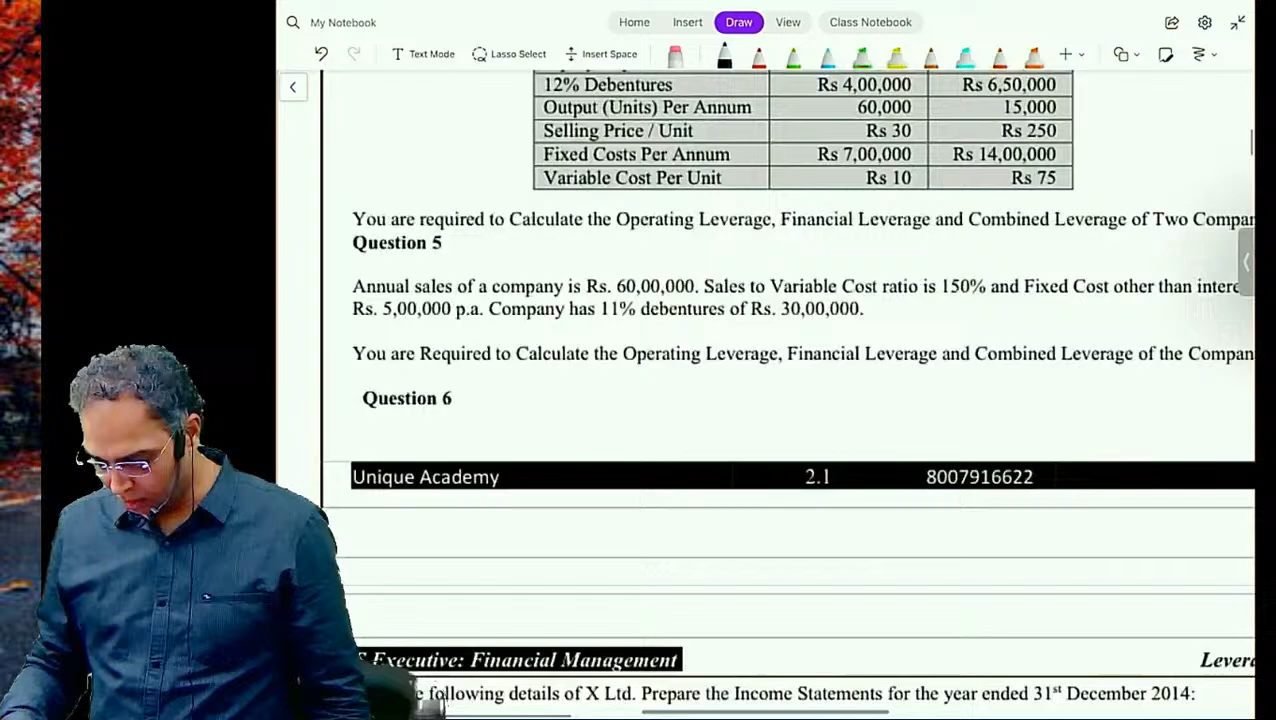 My Notebook
Home Insert Draw View Class Notebook
Text Mode Lasso Select Insert Space
12% Debentures Rs 4,00,000 Rs 6,50,000
Output (Units) Per Annum 60,000 15,000
Selling Price / Unit Rs 30 Rs 250
Fixed Costs Per Annum Rs 7,00,000 Rs 14,00,000
Variable Cost Per Unit Rs 10 Rs 75
You are required to Calculate the Operating Leverage, Financial Leverage and Combined Leverage of Two
Question 5
Annual sales of a company is Rs. 60,00,000. Sales to Variable Cost ratio is 150% and Fixed Cost other than
Rs. 5,00,000 p.a. Company has 11% debentures of Rs. 30,00,000.
You are Required to Calculate the Operating Leverage, Financial Leverage and Combined Leverage of the
Question 6
Unique Academy 2.1 8007916622
Executive: Financial Management
following details of X Ltd. Prepare the Income Statements for the year ended 31st December 2014: